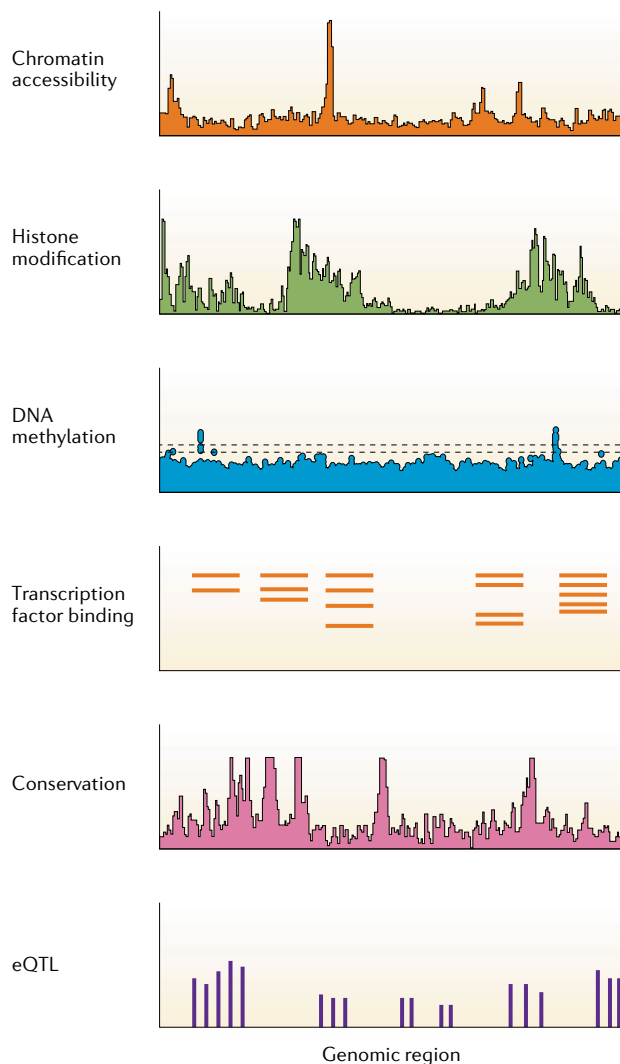 Chromatin
accessibility
Histone
modification
DNA
methylation
Transcription
factor binding
Conservation
eQTL
Genomic region